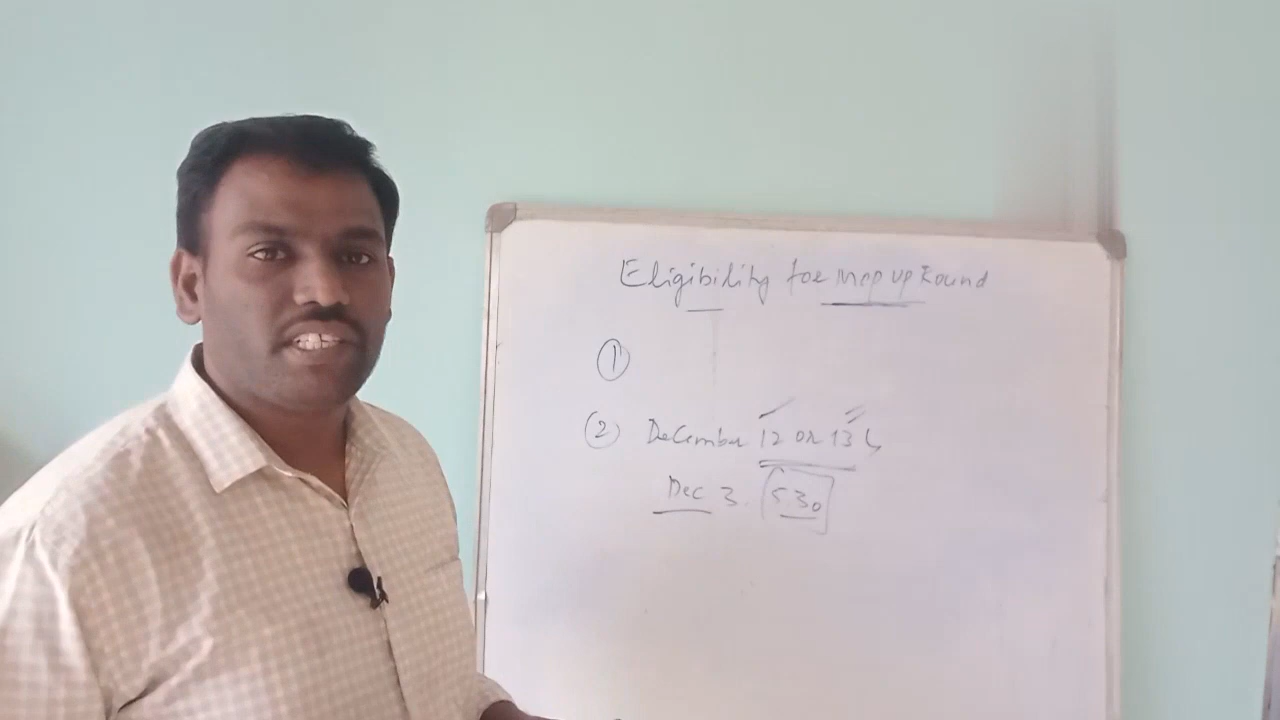 Eligibility for Mop up Round
①
② December 12 or 13
Dec 3. 530